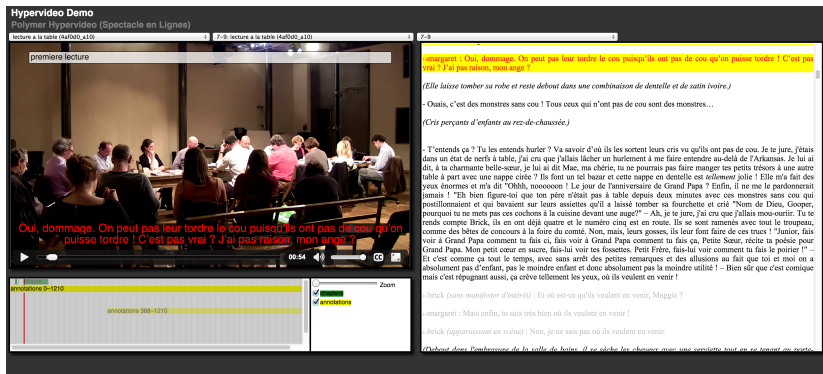 Hypervideo Demo
Polymer Hypervideo (Spectacle en Lignes)
lecture a la table (4af0d0_a10)
7-9: lecture a la table (4af0d0_a10)
7-9
premiere lecture
Oui, dommage. On peut pas leur tordre le cou puisqu'ils ont pas de cou qu'on
puisse tordre ! C'est pas vrai ? J'ai pas raison, mon ange ?
00:54
CC
chapters
annotations 0–1210
annotations 388–1210
Zoom
chapters
annotations
margaret : Oui, dommage. On peut pas leur tordre le cou puisqu'ils ont pas de cou qu'on puisse tordre ! C'est pas
vrai ? J'ai pas raison, mon ange ?
(Elle laisse tomber sa robe et reste debout dans une combinaison de dentelle et de satin ivoire.)
- Ouais, c'est des monstres sans cou ! Tous ceux qui n'ont pas de cou sont des monstres…
(Cris perçants d'enfants au rez-de-chaussée.)
- T'entends ça ? Tu les entends hurler ? Va savoir d'où ils les sortent leurs cris vu qu'ils ont pas de cou. Je te jure, j'étais
dans un état de nerfs à table, j'ai cru que j'allais lâcher un hurlement à me faire entendre au-delà de l'Arkansas. Je lui ai
dit, à ta charmante belle-sœur, je lui ai dit Mae, ma chérie, tu ne pourrais pas faire manger tes petits trésors à une autre
table à part avec une nappe cirée ? Ils font un tel bazar et cette nappe en dentelle est tellement jolie ! Elle m'a fait des
yeux énormes et m'a dit "Ohhh, noooooon ! Le jour de l'anniversaire de Grand Papa ? Enfin, il ne me le pardonnerait
jamais ! "Eh bien figure-toi que ton père n'était pas à table depuis deux minutes avec ces monstres sans cou qui
postillonnaient et qui bavaient sur leurs assiettes qu'il a laissé tomber sa fourchette et crié "Nom de Dieu, Gooper,
pourquoi tu ne mets pas ces cochons à la cuisine devant une auge?" – Ah, je te jure, j'ai cru que j'allais mou-ouriir. Tu te
rends compte Brick, ils en ont déjà quatre et le numéro cinq est en route. Ils se sont ramenés avec tout le troupeau,
comme des bêtes de concours à la foire du comté. Non, mais, leurs gosses, ils leur font faire de ces trucs ! "Junior, fais
voir à Grand Papa comment tu fais ci, fais voir à Grand Papa comment tu fais ça, Petite Sœur, récite ta poésie pour
Grand Papa. Mon petit cœur en sucre, fais-lui voir tes fossettes. Petit Frère, fais-lui voir comment tu fais le poirier !" –
Et c'est comme ça tout le temps, avec sans arrêt des petites remarques et des allusions au fait que toi et moi on a
absolument pas d'enfant, pas le moindre enfant et donc absolument pas la moindre utilité ! – Bien sûr que c'est comique
mais c'est répugnant aussi, ça crève tellement les yeux, où ils veulent en venir !
brick (sans manifester d'intérêt) : Et où est-ce qu'ils veulent en venir, Maggie ?
margaret : Mais enfin, tu sais très bien où ils veulent en venir !
brick (apparaissant en scène) : Non, je ne sais pas où ils veulent en venir.
(Debout dans l'embrasure de la salle de bains, il se sèche les cheveux avec une serviette tout en se tenant au porte-